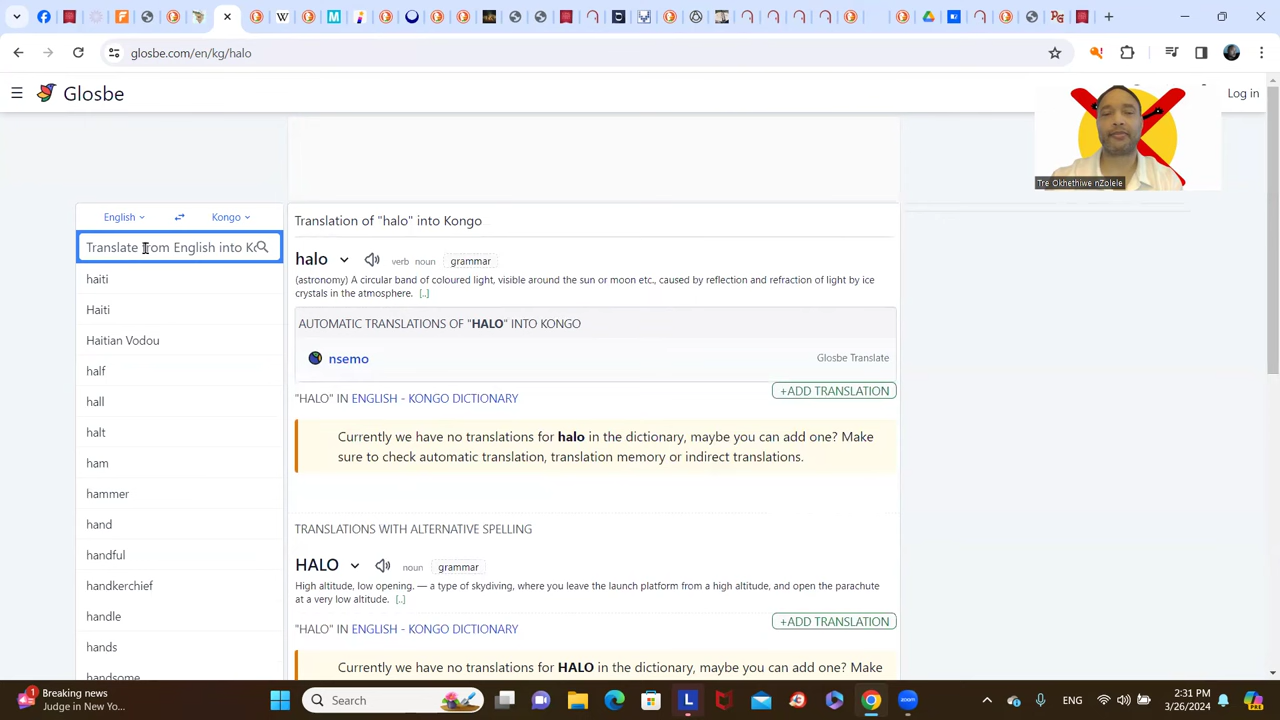 glosbe.com/en/kg/halo
Glosbe
Log in
Tre Okhethiwe nZolele
English
Kongo
Translate from English into Ko
haiti
Haiti
Haitian Vodou
half
hall
halt
ham
hammer
hand
handful
handkerchief
handle
hands
handsome
Translation of "halo" into Kongo
halo
verb noun grammar
(astronomy) A circular band of coloured light, visible around the sun or moon etc., caused by reflection and refraction of light by ice
crystals in the atmosphere. [..]
AUTOMATIC TRANSLATIONS OF "HALO" INTO KONGO
nsemo
Glosbe Translate
+ADD TRANSLATION
"HALO" IN ENGLISH - KONGO DICTIONARY
Currently we have no translations for halo in the dictionary, maybe you can add one? Make
sure to check automatic translation, translation memory or indirect translations.
TRANSLATIONS WITH ALTERNATIVE SPELLING
HALO
noun grammar
High altitude, low opening. — a type of skydiving, where you leave the launch platform from a high altitude, and open the parachute
at a very low altitude. [..]
+ADD TRANSLATION
"HALO" IN ENGLISH - KONGO DICTIONARY
Currently we have no translations for HALO in the dictionary, maybe you can add one? Make
1
Breaking news
Judge in New Yo...
Search
ENG
2:31 PM
3/26/2024